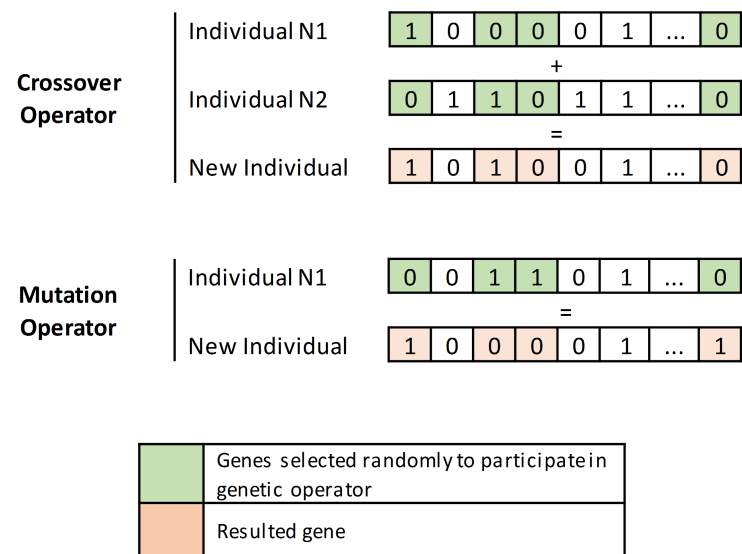 Crossover
Operator
Individual N1
1 0 0 0 0 1 ... 0
+
Individual N2
0 1 1 0 1 1 ... 0
=
New Individual
1 0 1 0 0 1 ... 0
Mutation
Operator
Individual N1
0 0 1 1 0 1 ... 0
=
New Individual
1 0 0 0 0 1 ... 1
Genes selected randomly to participate in
genetic operator
Resulted gene